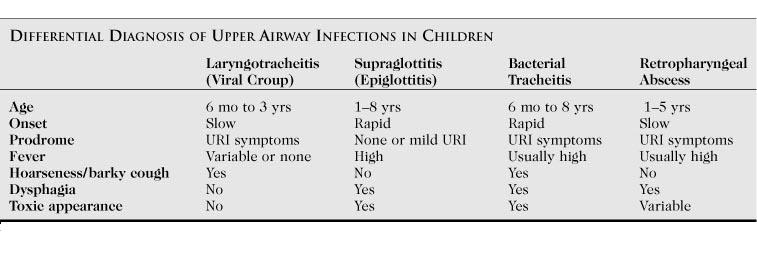 DIFFERENTIAL DIAGNOSIS OF UPPER AIRWAY INFECTIONS IN CHILDREN
Laryngotracheitis Supraglottitis Bacterial Retropharyngeal
(Viral Croup) (Epiglottitis) Tracheitis Abscess
Age 6 mo to 3 yrs 1–8 yrs 6 mo to 8 yrs 1–5 yrs
Onset Slow Rapid Rapid Slow
Prodrome URI symptoms None or mild URI URI symptoms URI symptoms
Fever Variable or none High Usually high Usually high
Hoarseness/barky cough Yes No Yes No
Dysphagia No Yes Yes Yes
Toxic appearance No Yes Yes Variable